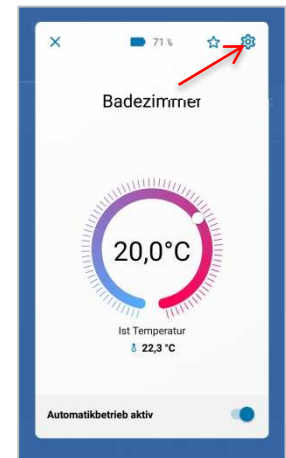 71 %
Badezimmer
20,0°C
Ist Temperatur
22,3 °C
Automatikbetrieb aktiv